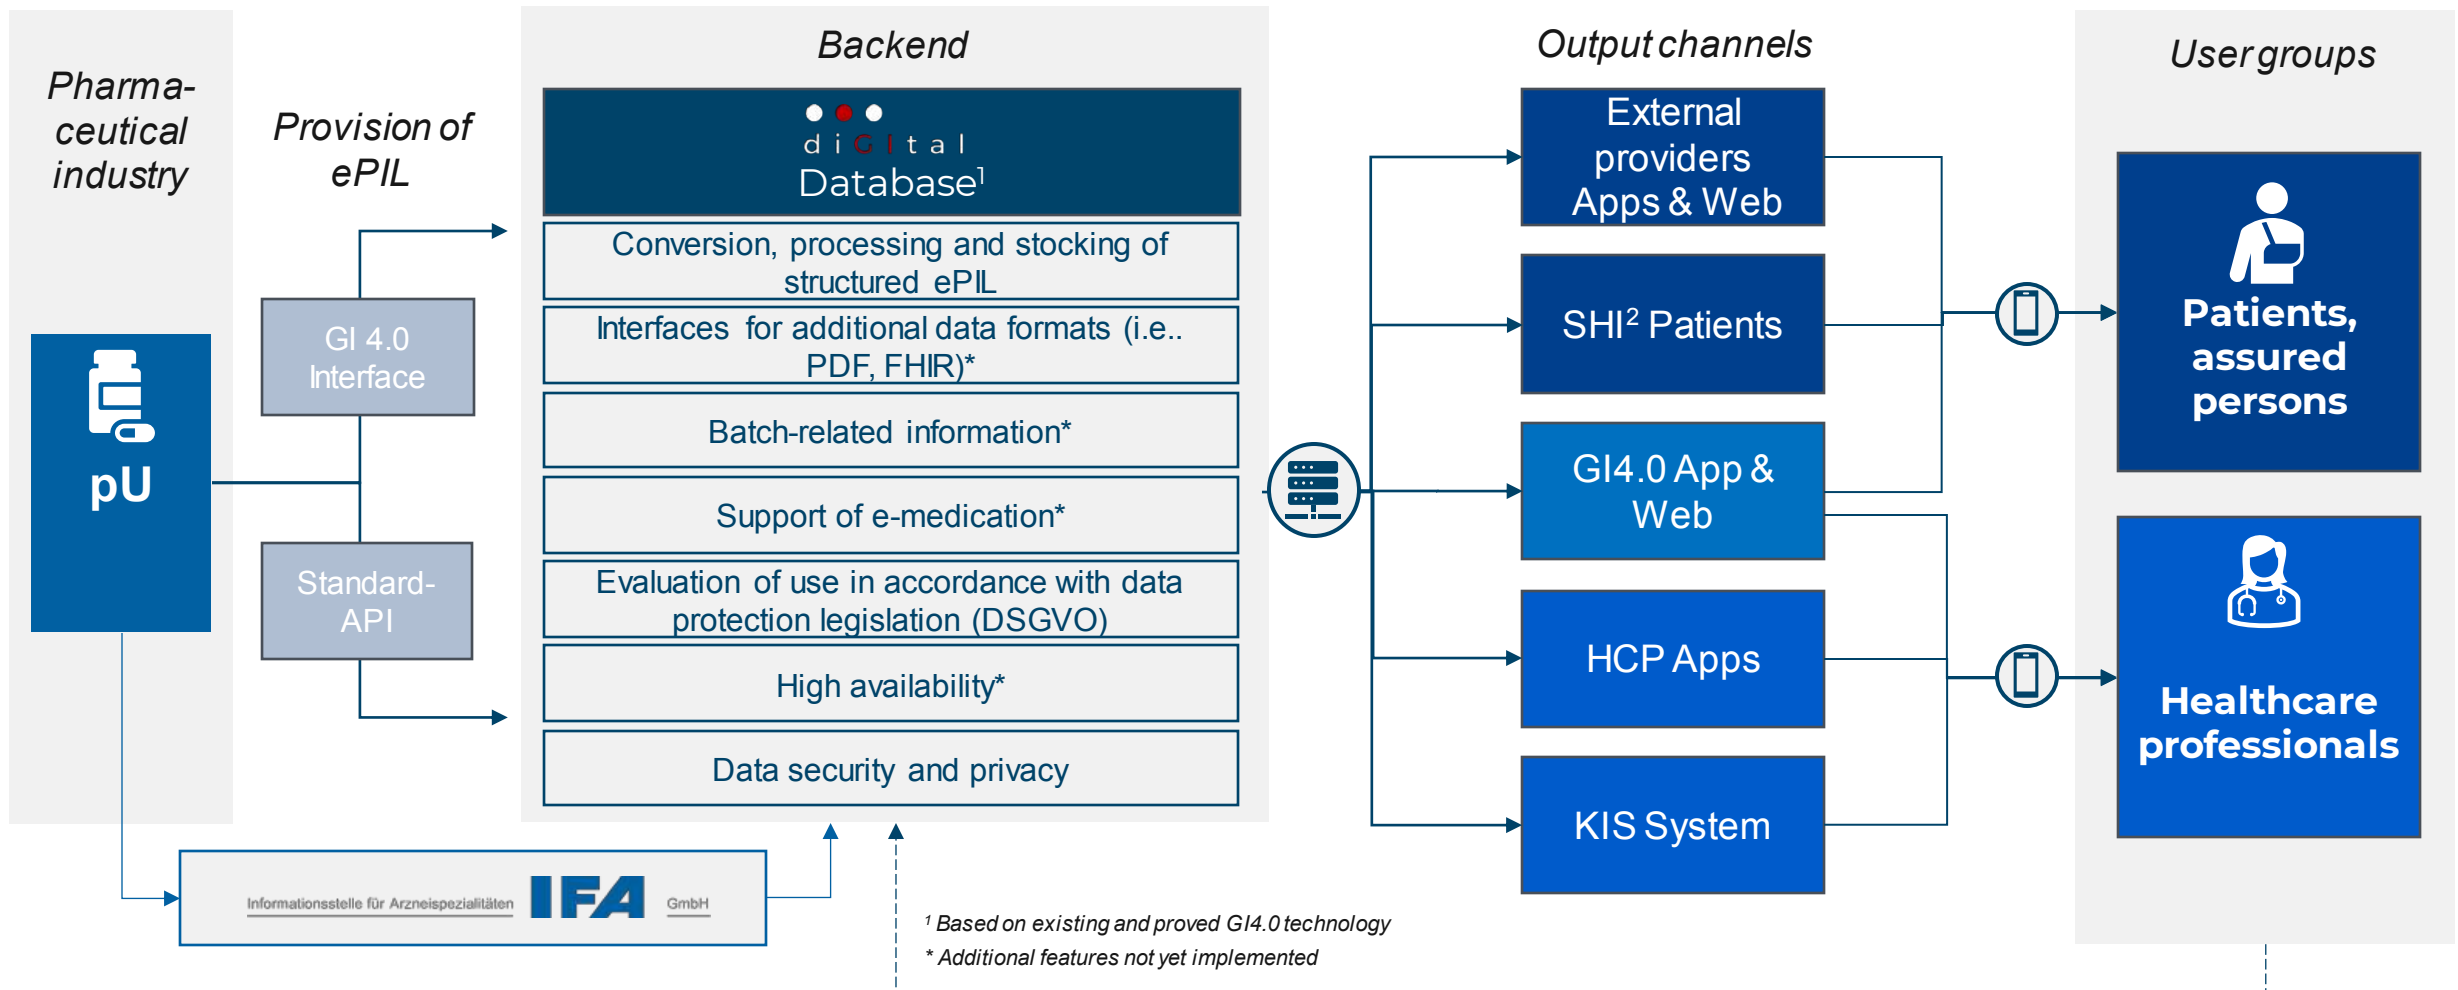 Pharma-
ceutical
industry
pU
Provision of
ePIL
GI 4.0
Interface
Standard-
API
Backend
diGItal
Database¹
Conversion, processing and stocking of
structured ePIL
Interfaces for additional data formats (i.e..
PDF, FHIR)*
Batch-related information*
Support of e-medication*
Evaluation of use in accordance with data
protection legislation (DSGVO)
High availability*
Data security and privacy
Informationsstelle für Arzneispezialitäten IFA GmbH
¹ Based on existing and proved GI4.0 technology
* Additional features not yet implemented
Output channels
External
providers
Apps & Web
SHI² Patients
GI4.0 App &
Web
HCP Apps
KIS System
User groups
Patients,
assured
persons
Healthcare
professionals